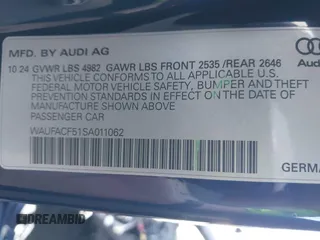 MFD BY AUDI AG
10 24 GVWR LBS 4982 GAWR LBS FRONT 2535 /REAR 2646
THIS VEHICLE CONFORMS TO ALL APPLICABLE U.S.
FEDERAL MOTOR VEHICLE SAFETY, BUMPER AND THEFT
PREVENTION STANDARDS IN EFFECT ON THE DATE OF
MANUFACTURE SHOWN ABOVE
PASSENGER CAR
WAUFACF51SA011062
Audi
GERMA
DREAMBID